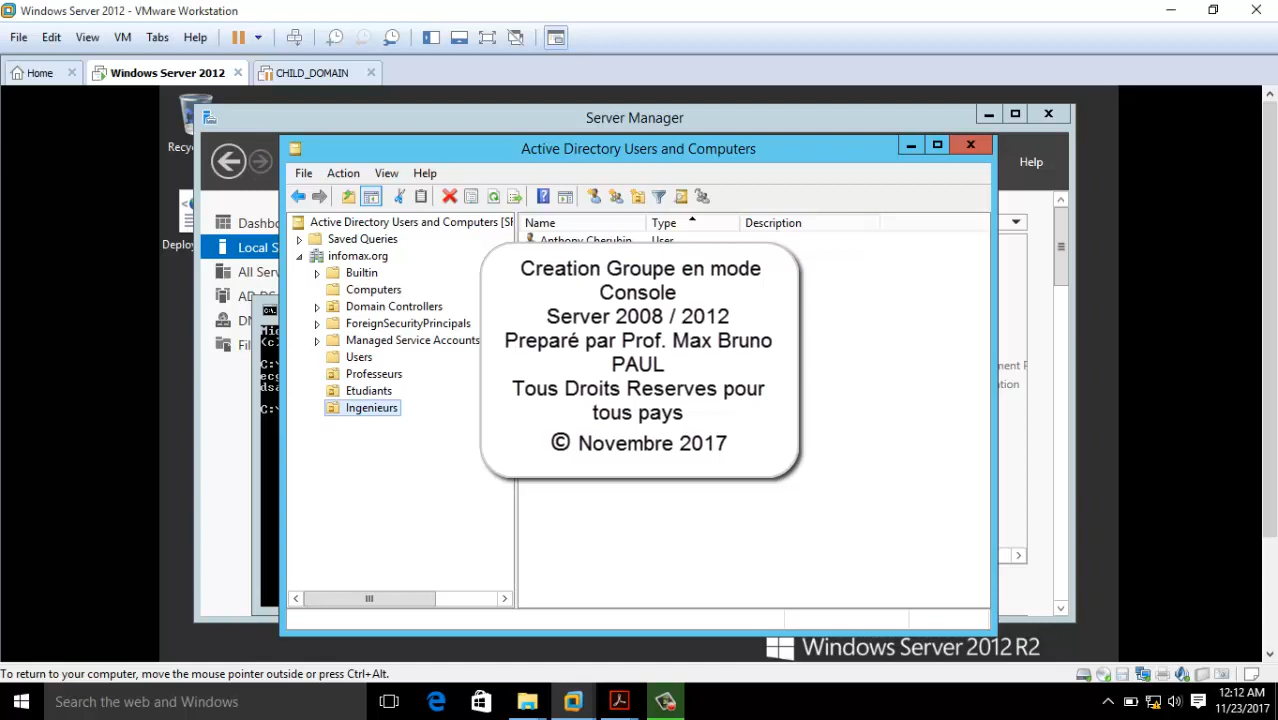 Windows Server 2012 - VMware Workstation
File Edit View VM Tabs Help
Home Windows Server 2012 CHILD_DOMAIN
Server Manager
Active Directory Users and Computers
Help
File Action View Help
Active Directory Users and Computers
Name Type Description
Saved Queries
Anthony Cherubin User
infomax.org
Builtin
Computers
Domain Controllers
ForeignSecurityPrincipals
Managed Service Accounts
Users
Professeurs
Etudiants
Ingenieurs
Creation Groupe en mode
Console
Server 2008 / 2012
Preparé par Prof. Max Bruno
PAUL
Tous Droits Reserves pour
tous pays
© Novembre 2017
Windows Server 2012 R2
To return to your computer, move the mouse pointer outside or press Ctrl+Alt.
Search the web and Windows
12:12 AM
11/23/2017